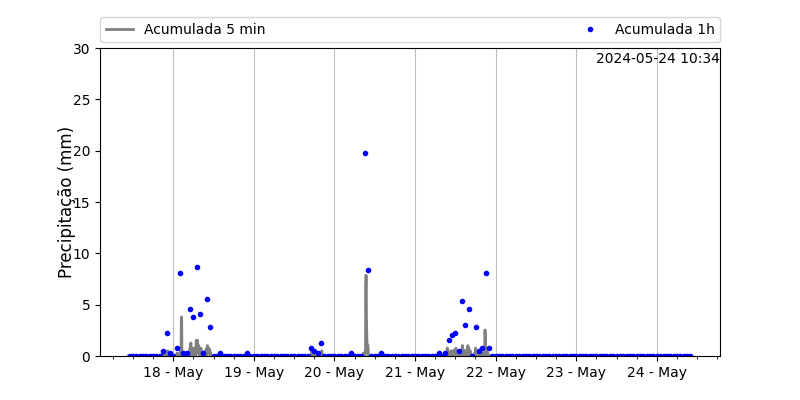 Acumulada 5 min
Acumulada 1h
2024-05-24 10:34
Precipitação (mm)
30
25
20
15
10
5
0
18 - May
19 - May
20 - May
21 - May
22 - May
23 - May
24 - May